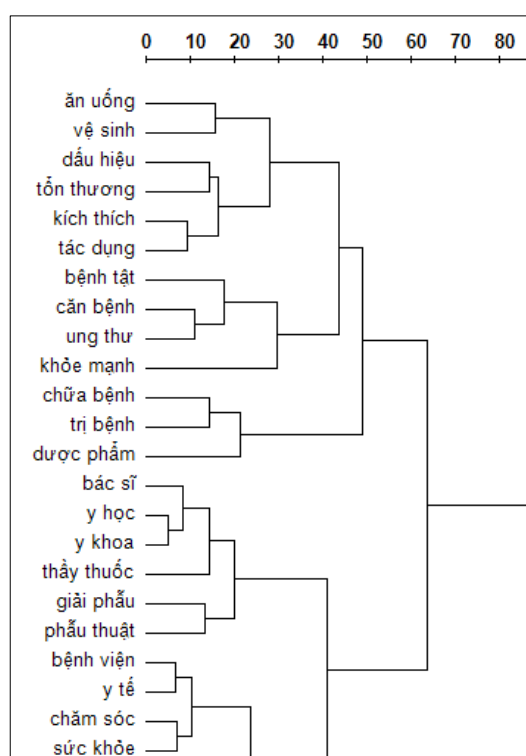 0 10 20 30 40 50 60 70 80
ăn uống
vệ sinh
dấu hiệu
tổn thương
kích thích
tác dụng
bệnh tật
căn bệnh
ung thư
khỏe mạnh
chữa bệnh
trị bệnh
dược phẩm
bác sĩ
y học
y khoa
thầy thuốc
giải phẫu
phẫu thuật
bệnh viện
y tế
chăm sóc
sức khỏe